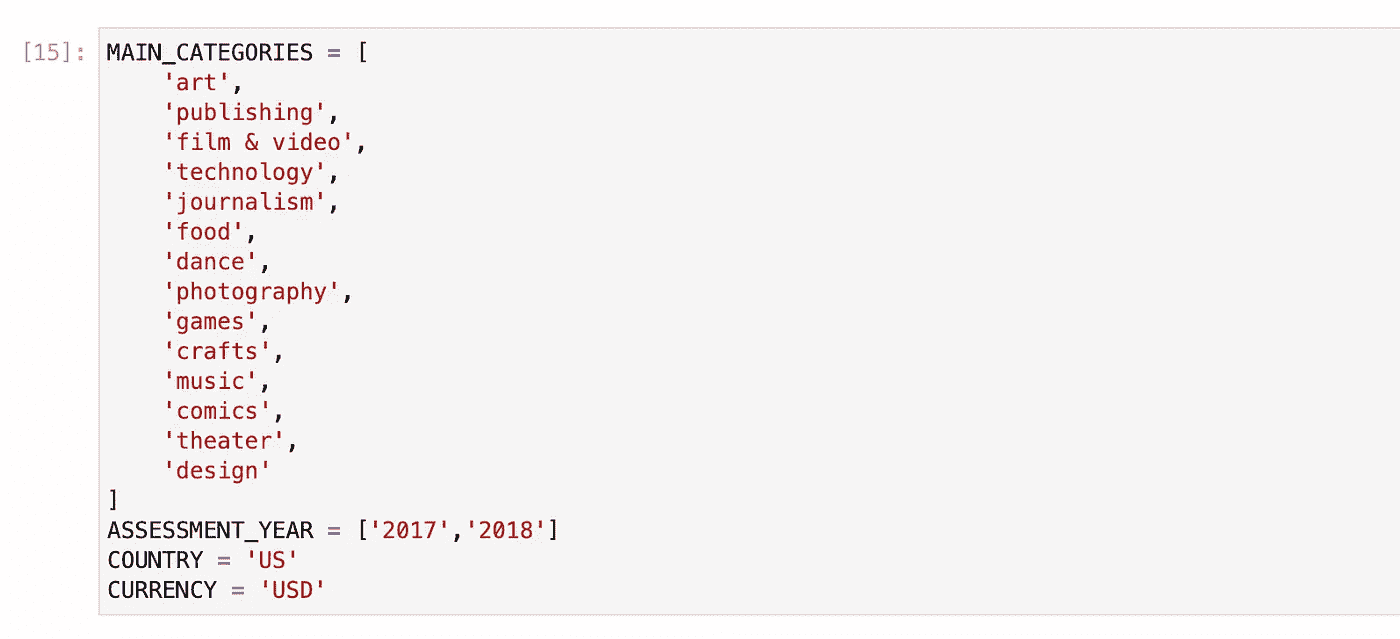 [15]: MAIN_CATEGORIES = [
    'art',
    'publishing',
    'film & video',
    'technology',
    'journalism',
    'food',
    'dance',
    'photography',
    'games',
    'crafts',
    'music',
    'comics',
    'theater',
    'design'
]
ASSESSMENT_YEAR = ['2017','2018']
COUNTRY = 'US'
CURRENCY = 'USD'